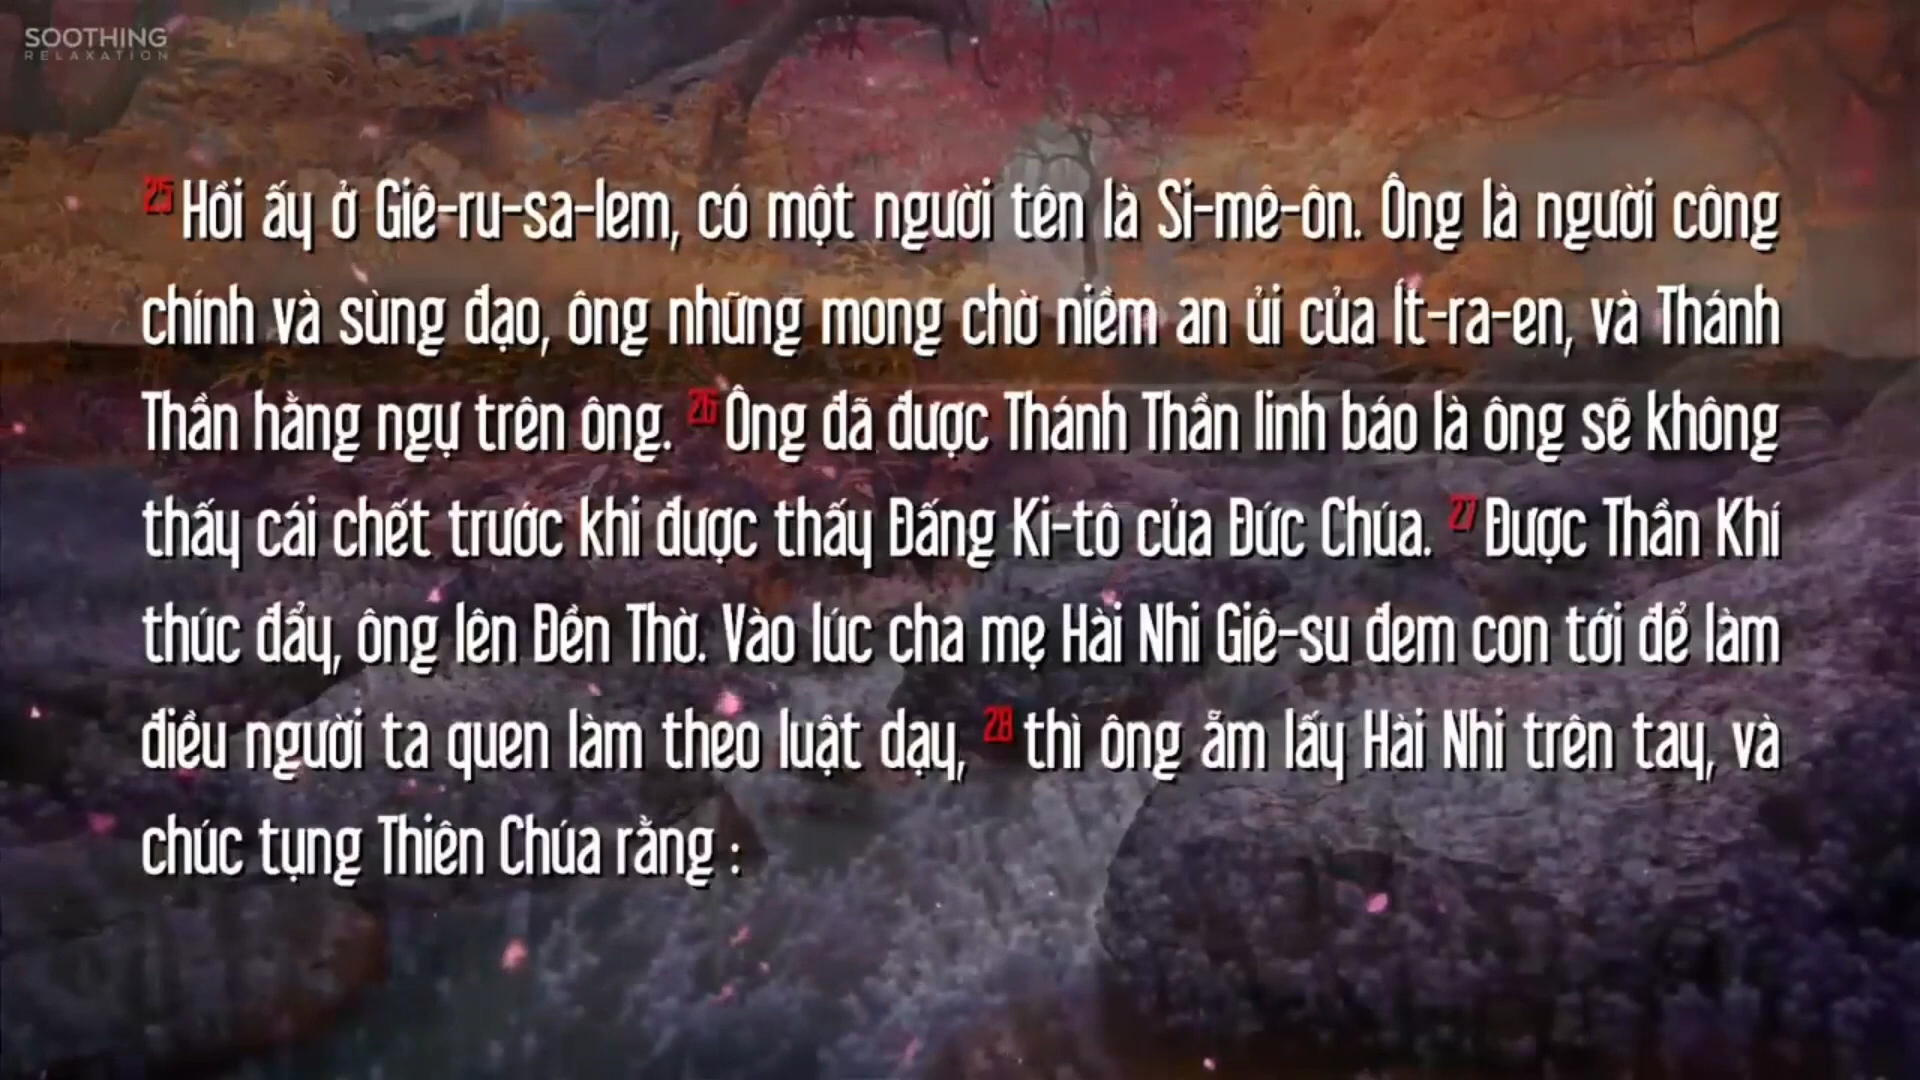 SOOTHING
RELAXATION
25 Hồi ấy ở Giê-ru-sa-lem, có một người tên là Si-mê-ôn. Ông là người công
chính và sùng đạo, ông những mong chờ niềm an ủi của Ít-ra-en, và Thánh
Thần hằng ngự trên ông. 26 Ông đã được Thánh Thần linh báo là ông sẽ không
thấy cái chết trước khi được thấy Đấng Ki-tô của Đức Chúa. 27 Được Thần Khí
thúc đẩy, ông lên Đền Thờ. Vào lúc cha mẹ Hài Nhi Giê-su đem con tới để làm
điều người ta quen làm theo luật dạy, 28 thì ông ẵm lấy Hài Nhi trên tay, và
chúc tụng Thiên Chúa rằng :